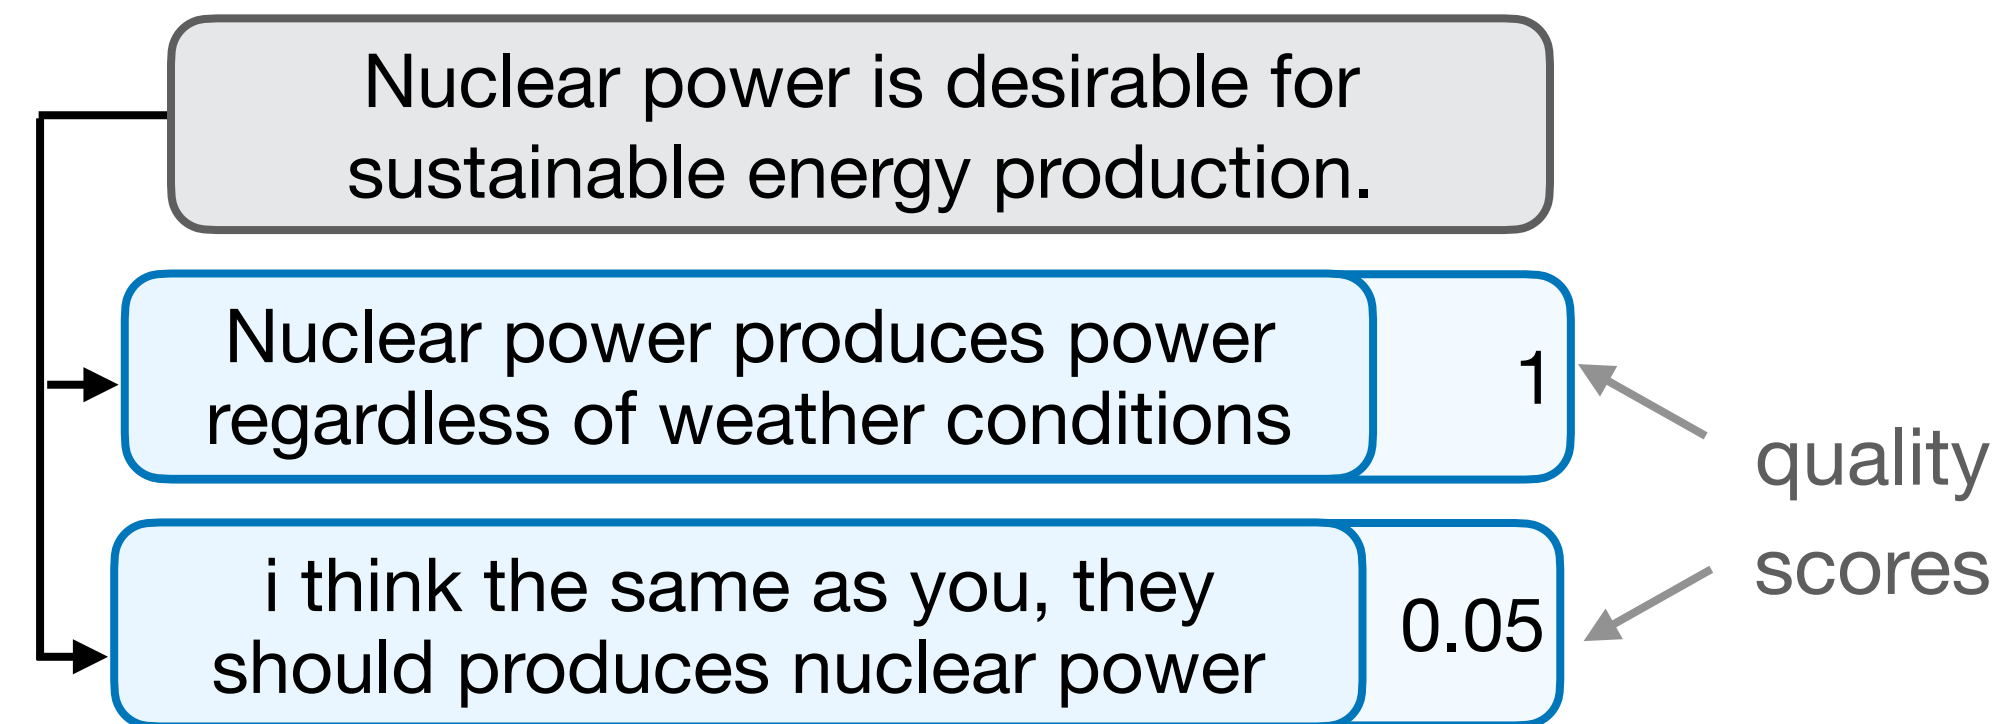 Nuclear power is desirable for
sustainable energy production.
Nuclear power produces power
regardless of weather conditions
1
i think the same as you, they
should produces nuclear power
0.05
quality
scores